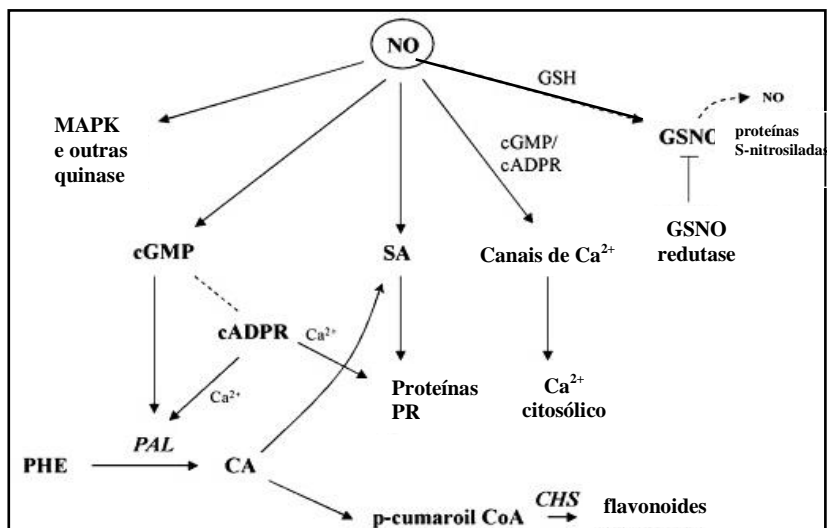 NO
GSH
NO
MAPK
e outras
quinase
GSNO
proteínas
S-nitrosiladas
cGMP/
cADPR
cGMP
SA
Canais de Ca²⁺
GSNO
redutase
cADPR
Ca²⁺
Ca²⁺
Proteínas
PR
Ca²⁺
citosólico
PAL
PHE
CA
p-cumaroil CoA
CHS
flavonoides